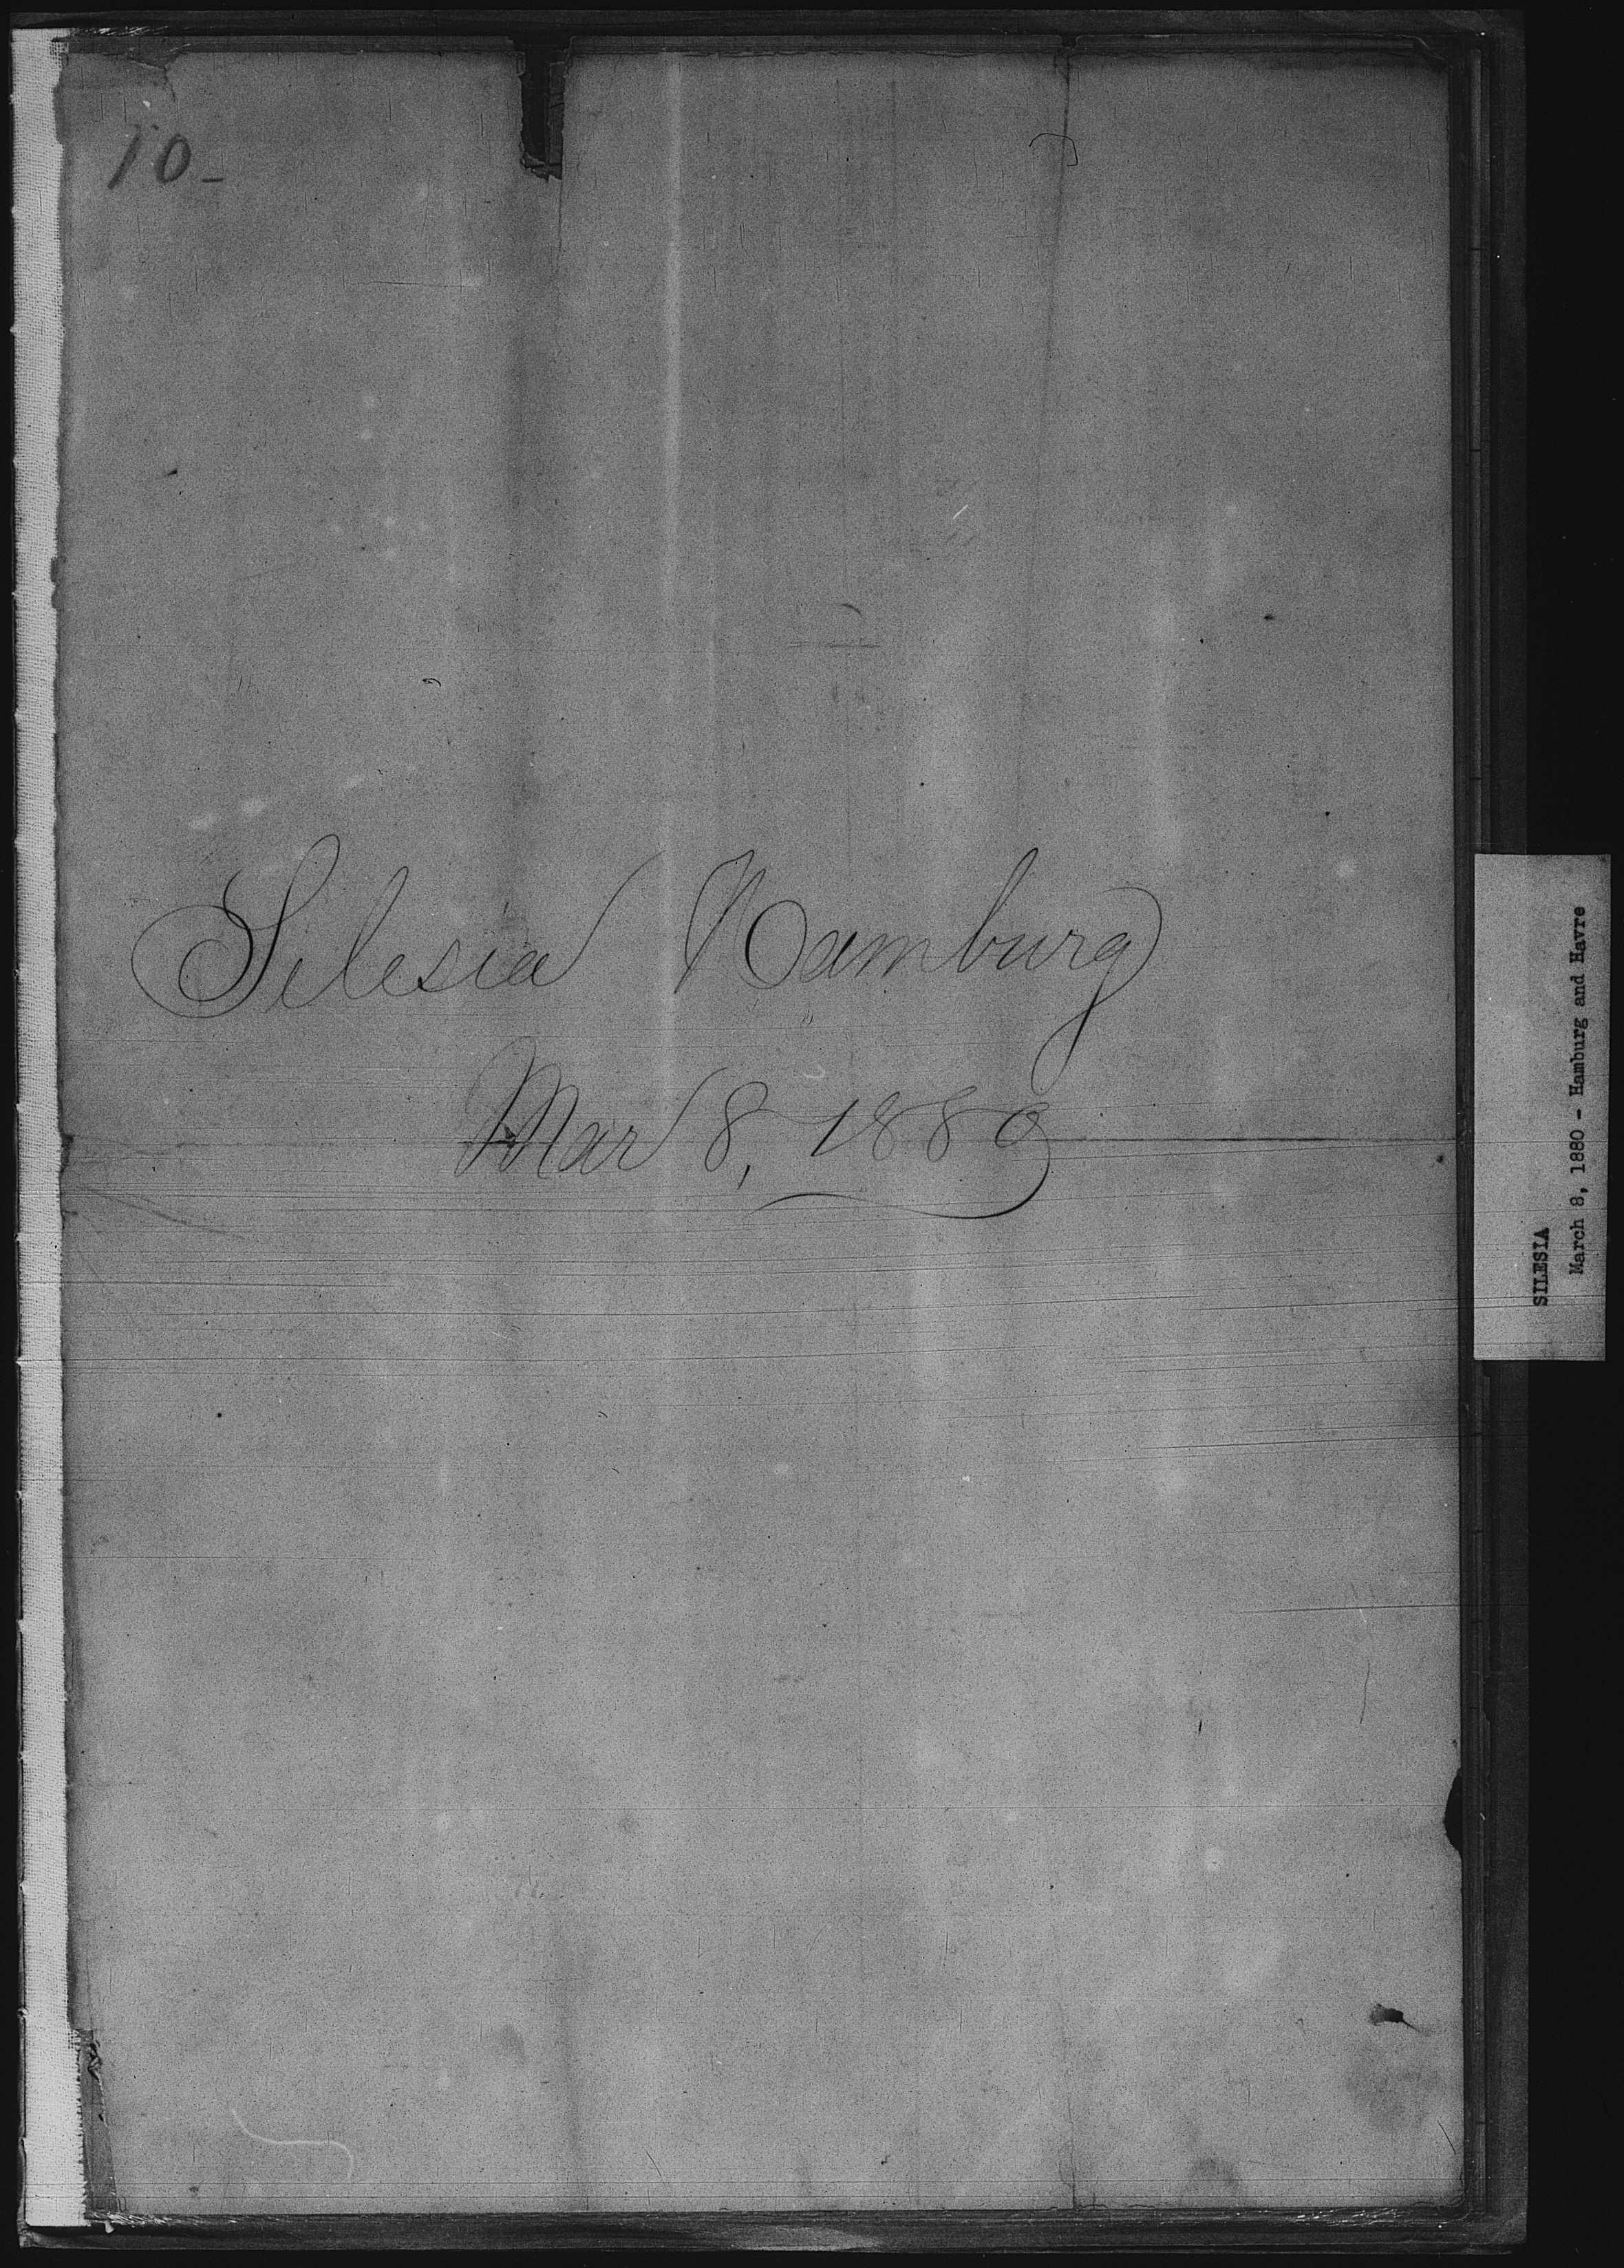 10-
Silesia Hamburg
Mar 8, 1880
SILESIA
March 8, 1880 - Hamburg and Havre